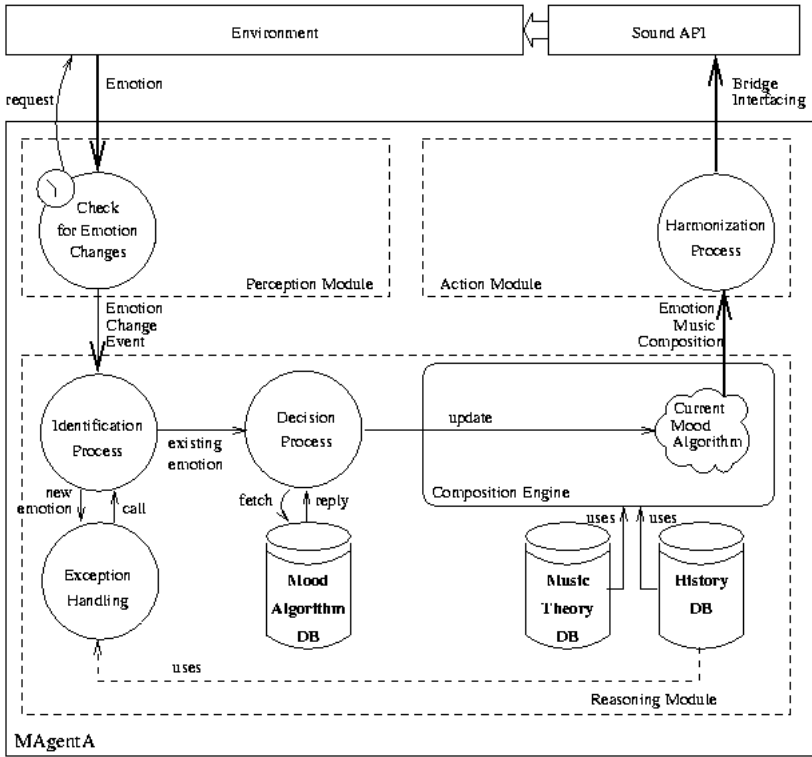 Environment
Sound API
Emotion
request
Bridge
Interfacing
Check
for Emotion
Changes
Perception Module
Harmonization
Process
Action Module
Emotion
Change
Event
Emotion
Music
Composition
Identification
Process
existing
emotion
Decision
Process
update
Current
Mood
Algorithm
Composition Engine
new
emotion
call
fetch
reply
uses
uses
Exception
Handling
Mood
Algorithm
DB
Music
Theory
DB
History
DB
uses
Reasoning Module
MAgentA